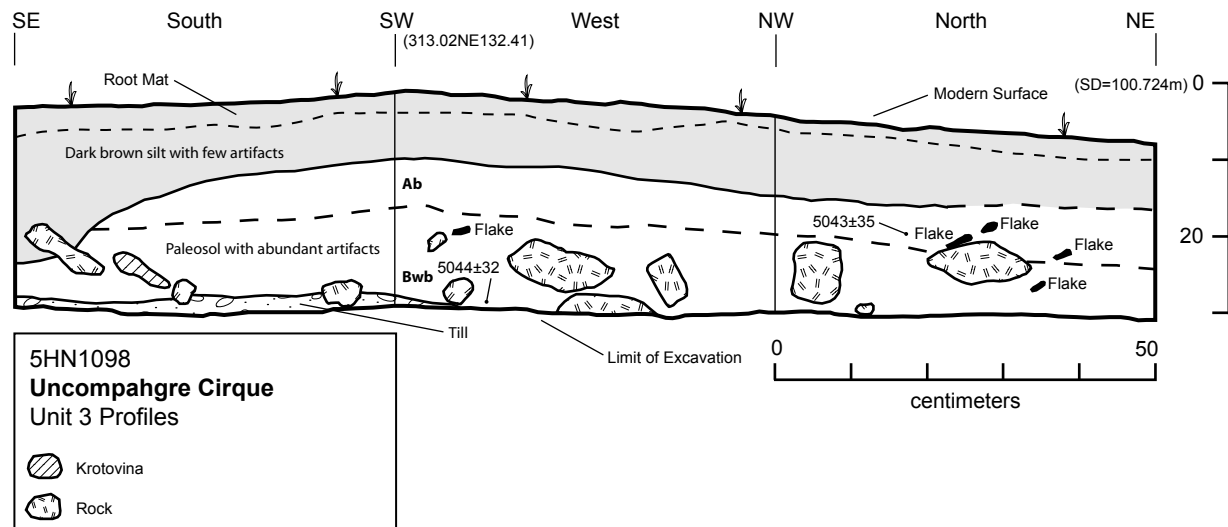 SE South SW West NW North NE
(313.02NE132.41)
0
Root Mat
(SD=100.724m)
Modern Surface
Dark brown silt with few artifacts
Ab
5043±35
Flake
Flake
Flake
20
Paleosol with abundant artifacts
Flake
Bwb
5044±32
Flake
Till
Limit of Excavation
0 50
centimeters
5HN1098
Uncompahgre Cirque
Unit 3 Profiles
Krotovina
Rock